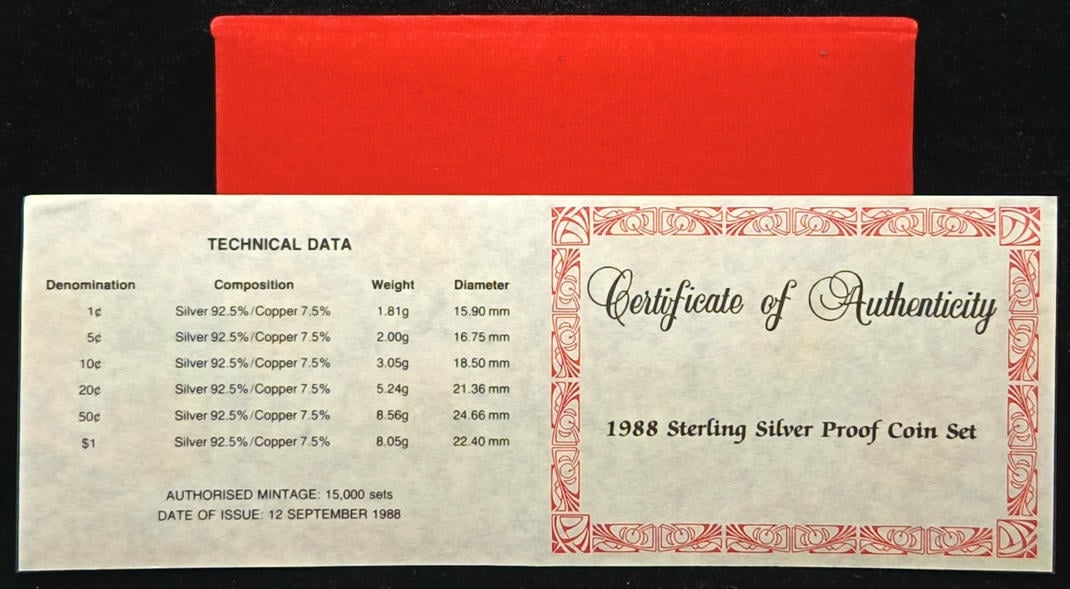 TECHNICAL DATA
Denomination Composition Weight Diameter
1¢ Silver 92.5%/Copper 7.5% 1.81g 15.90 mm
5¢ Silver 92.5%/Copper 7.5% 2.00g 16.75 mm
10¢ Silver 92.5%/Copper 7.5% 3.05g 18.50 mm
20¢ Silver 92.5%/Copper 7.5% 5.24g 21.36 mm
50¢ Silver 92.5%/Copper 7.5% 8.56g 24.66 mm
$1 Silver 92.5%/Copper 7.5% 8.05g 22.40 mm
AUTHORISED MINTAGE: 15,000 sets
DATE OF ISSUE: 12 SEPTEMBER 1988
Certificate of Authenticity
1988 Sterling Silver Proof Coin Set